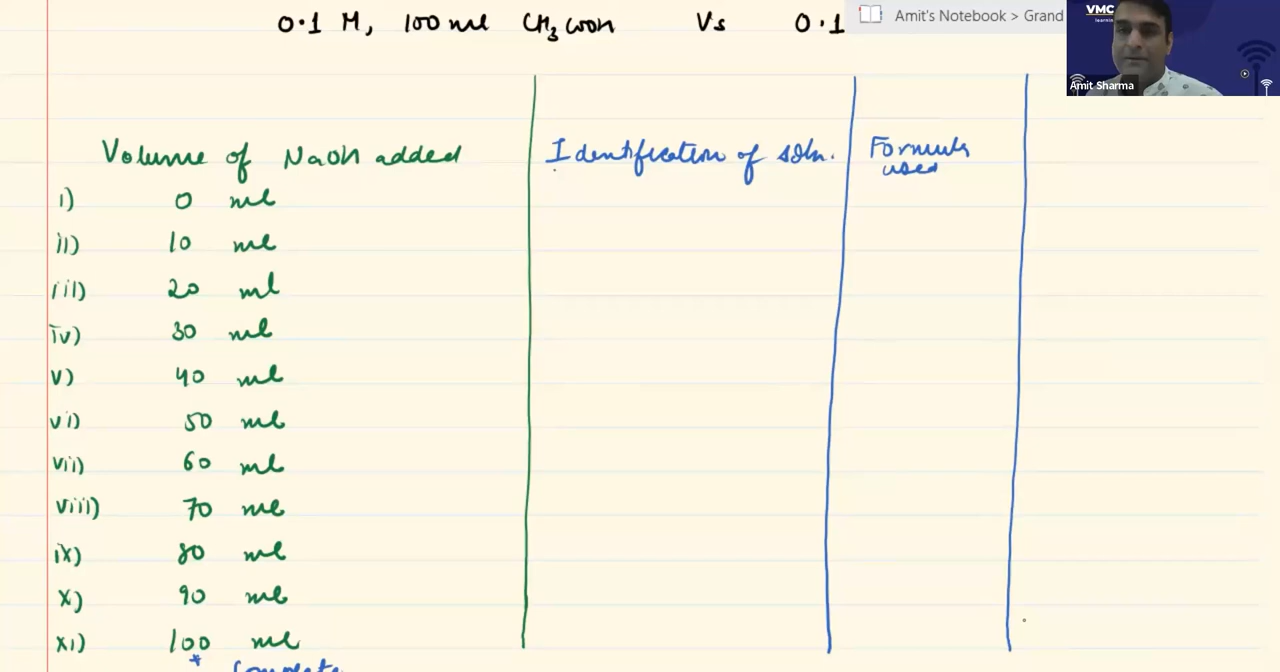 0.1 M, 100 ml CH3COOH Vs 0.1
Amit's Notebook > Grand
VMC
learning
Amit Sharma
Volume of NaOH added
Identification of soln.
Formula
used
i) 0 ml
ii) 10 ml
iii) 20 ml
iv) 30 ml
v) 40 ml
vi) 50 ml
vii) 60 ml
viii) 70 ml
ix) 80 ml
x) 90 ml
xi) 100 ml
* Complete